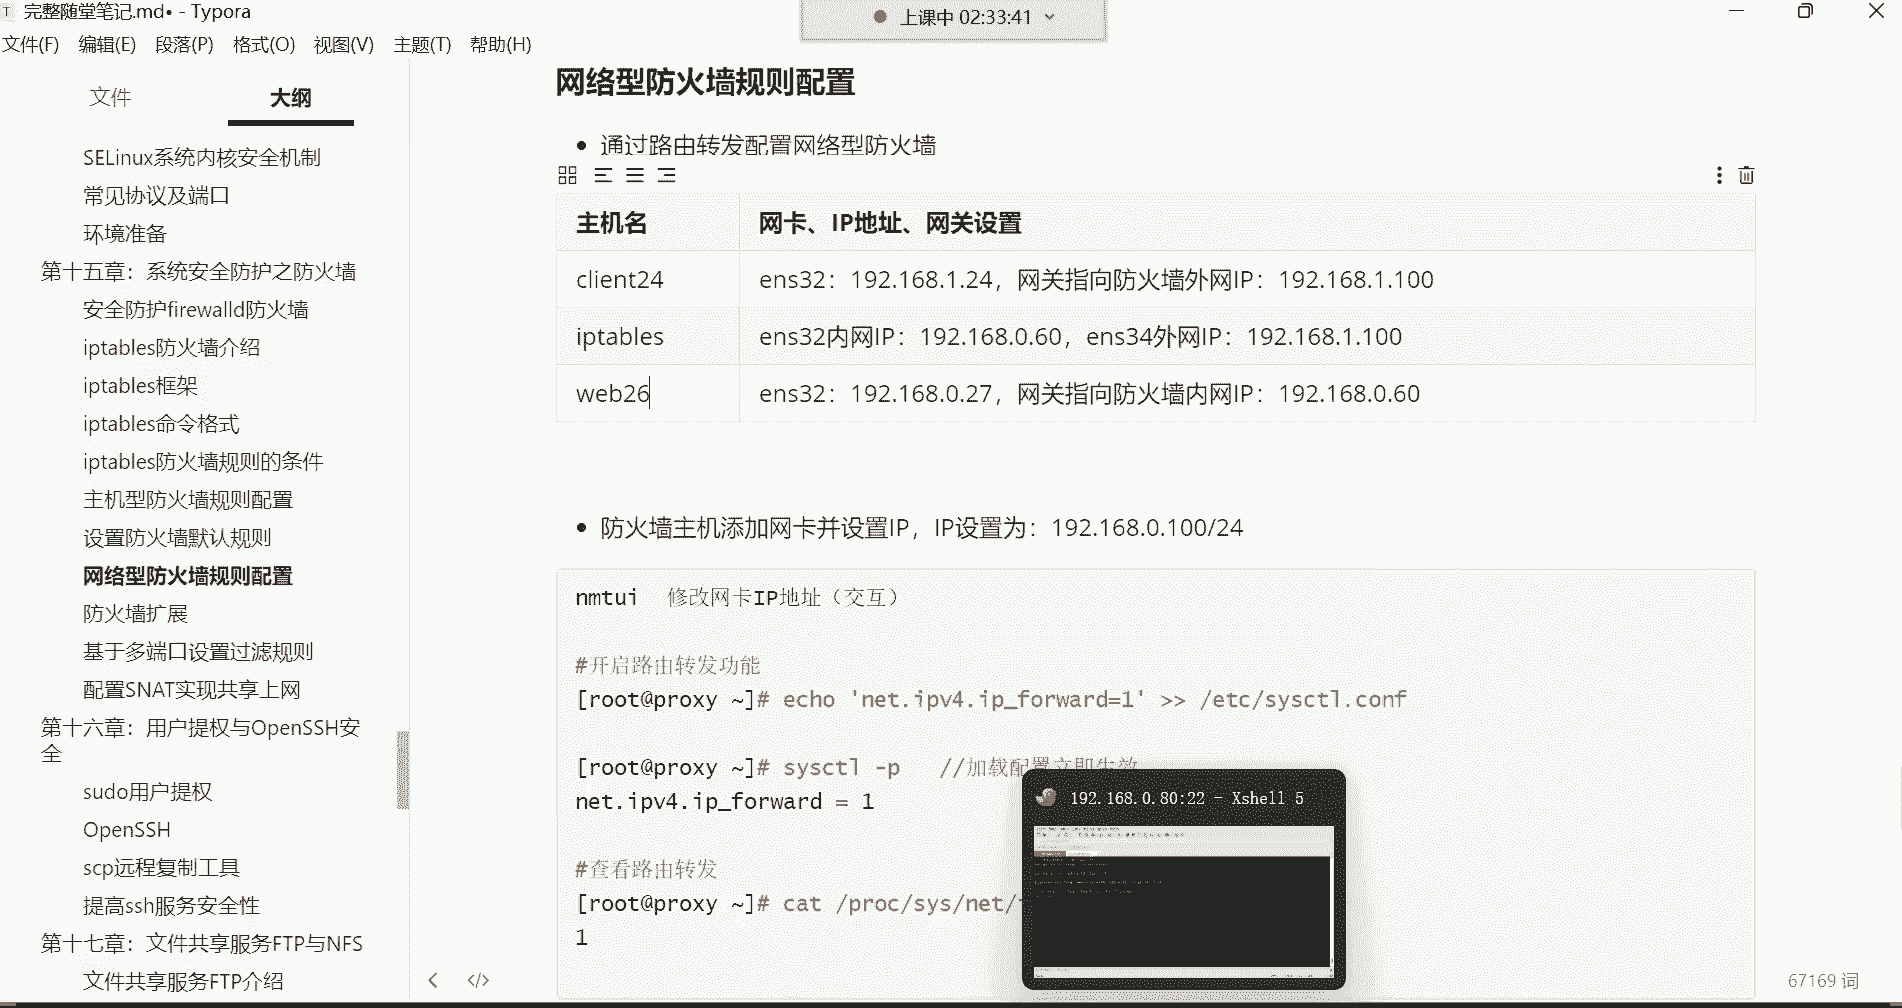 完整随堂笔记.md• - Typora
上课中 02:33:41
文件(F) 编辑(E) 段落(P) 格式(O) 视图(V) 主题(T) 帮助(H)
文件 大纲
SELinux系统内核安全机制
常见协议及端口
环境准备
第十五章：系统安全防护之防火墙
安全防护firewalld防火墙
iptables防火墙介绍
iptables框架
iptables命令格式
iptables防火墙规则的条件
主机型防火墙规则配置
设置防火墙默认规则
网络型防火墙规则配置
防火墙扩展
基于多端口设置过滤规则
配置SNAT实现共享上网
第十六章：用户提权与OpenSSH安
全
sudo用户提权
OpenSSH
scp远程复制工具
提高ssh服务安全性
第十七章：文件共享服务FTP与NFS
文件共享服务FTP介绍
网络型防火墙规则配置
通过路由转发配置网络型防火墙
主机名 网卡、IP地址、网关设置
client24 ens32：192.168.1.24，网关指向防火墙外网IP：192.168.1.100
iptables ens32内网IP：192.168.0.60，ens34外网IP：192.168.1.100
web26 ens32：192.168.0.27，网关指向防火墙内网IP：192.168.0.60
防火墙主机添加网卡并设置IP，IP设置为：192.168.0.100/24
nmtui 修改网卡IP地址（交互）
#开启路由转发功能
[root@proxy ~]# echo 'net.ipv4.ip_forward=1' >> /etc/sysctl.conf
[root@proxy ~]# sysctl -p //加载配置立即生效
net.ipv4.ip_forward = 1
#查看路由转发
[root@proxy ~]# cat /proc/sys/net/
1
192.168.0.80:22 - Xshell 5
67169 词